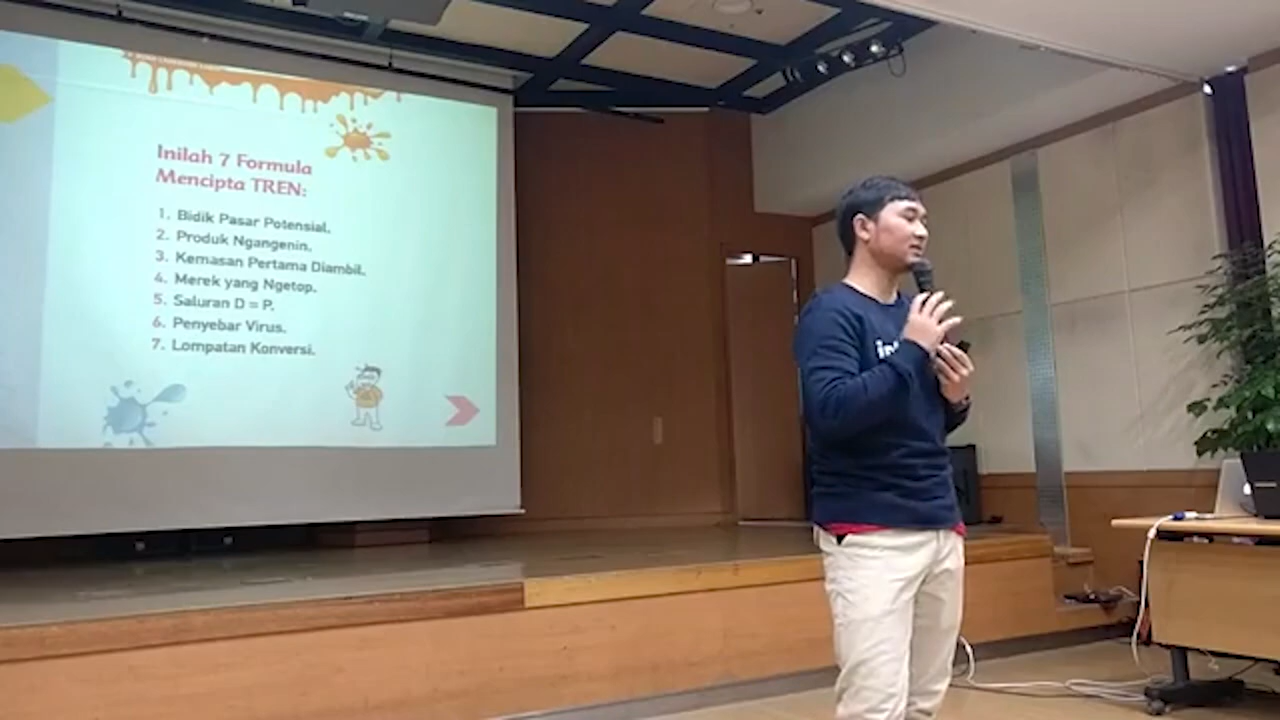 Inilah 7 Formula
Mencipta TREN:
1. Bidik Pasar Potensial.
2. Produk Ngangenin.
3. Kemasan Pertama Diambil.
4. Merek yang Ngetop.
5. Saluran D = P.
6. Penyebar Virus.
7. Lompatan Konversi.